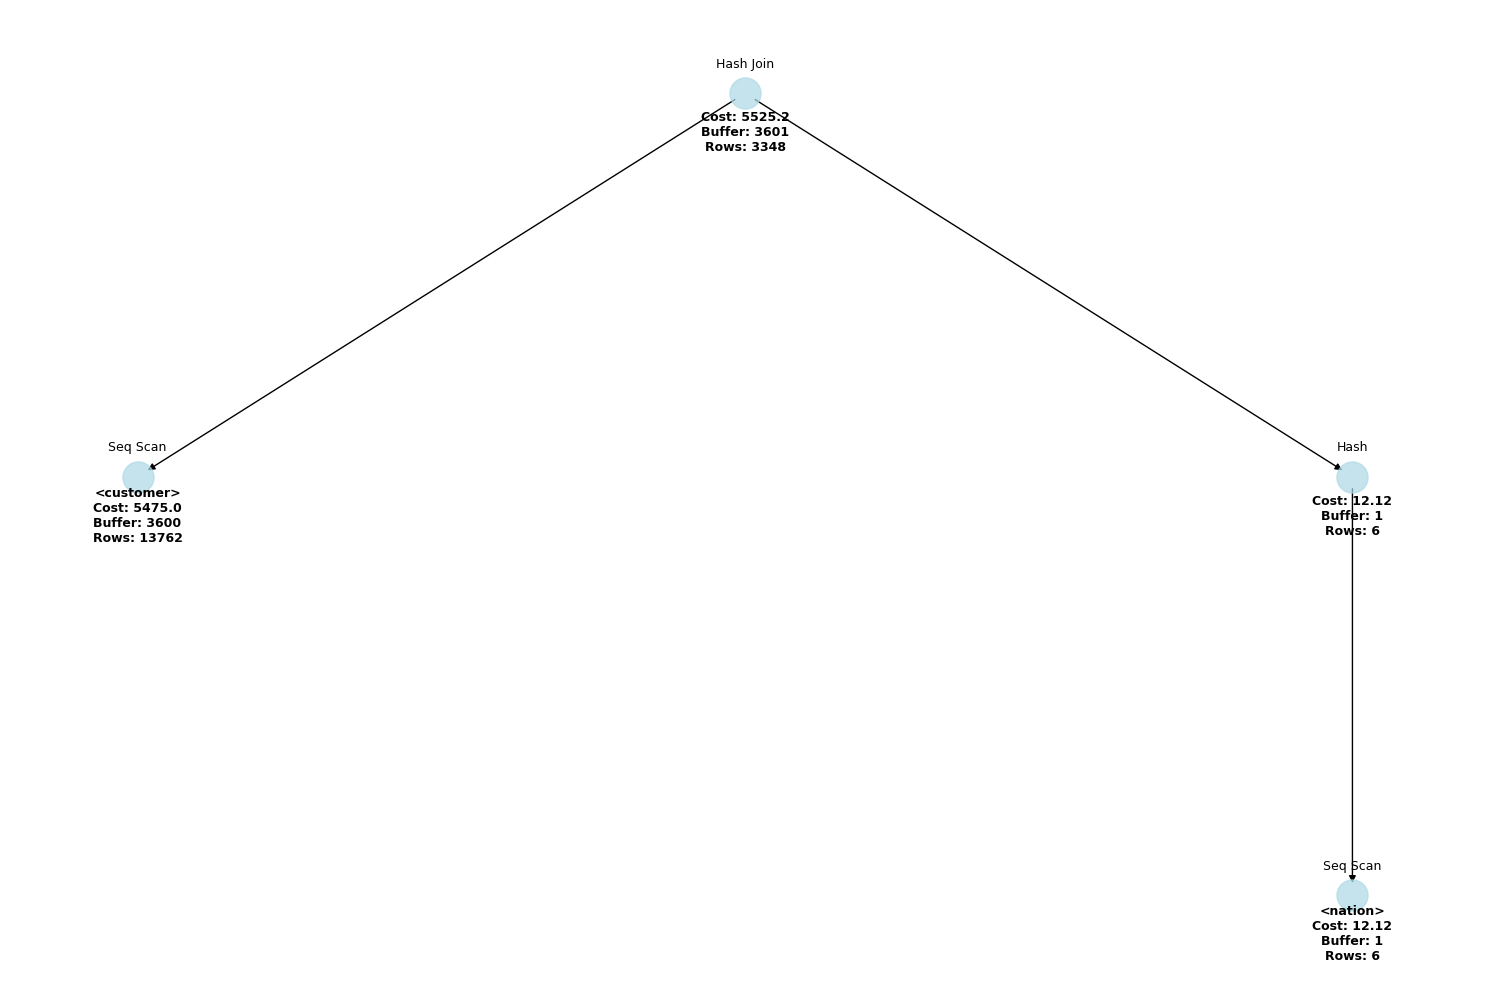 Hash Join
Cost: 5525.2
Buffer: 3601
Rows: 3348
Seq Scan
<customer>
Cost: 5475.0
Buffer: 3600
Rows: 13762
Hash
Cost: 12.12
Buffer: 1
Rows: 6
Seq Scan
<nation>
Cost: 12.12
Buffer: 1
Rows: 6